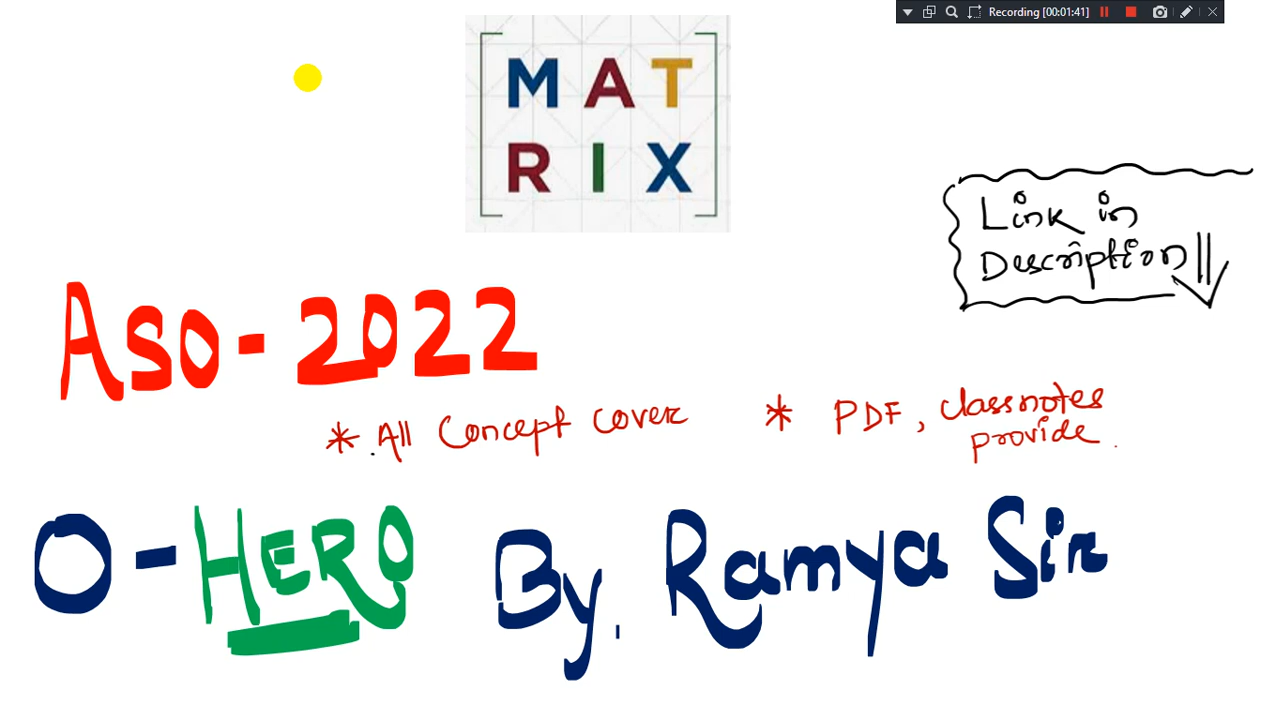 Recording [00:01:41]
MAT
RIX
Link in
Description
ASO-2022
* All Concept cover
* PDF, classnotes
provide.
0-HERO By, Ramya Sir